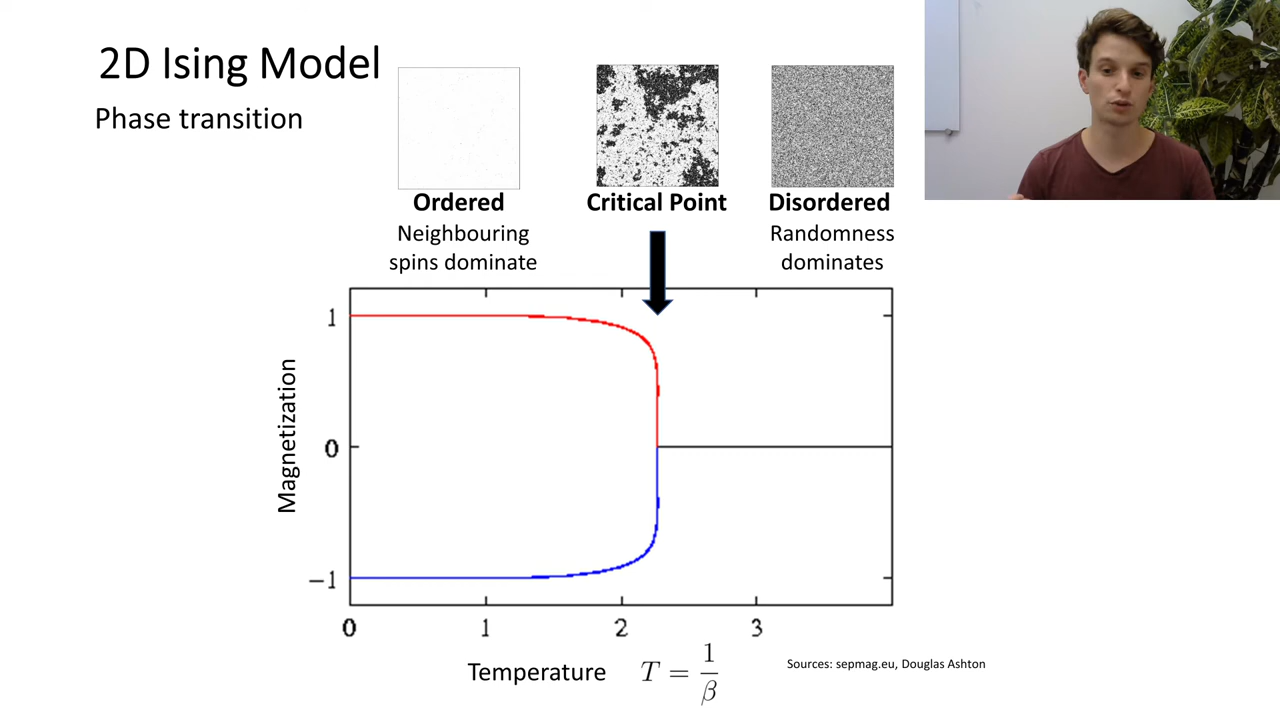 2D Ising Model
Phase transition
Ordered
Neighbouring
spins dominate
Critical Point
Disordered
Randomness
dominates
Magnetization
1
0
−1
0
1
2
3
Temperature
T = 1/β
Sources: sepmag.eu, Douglas Ashton